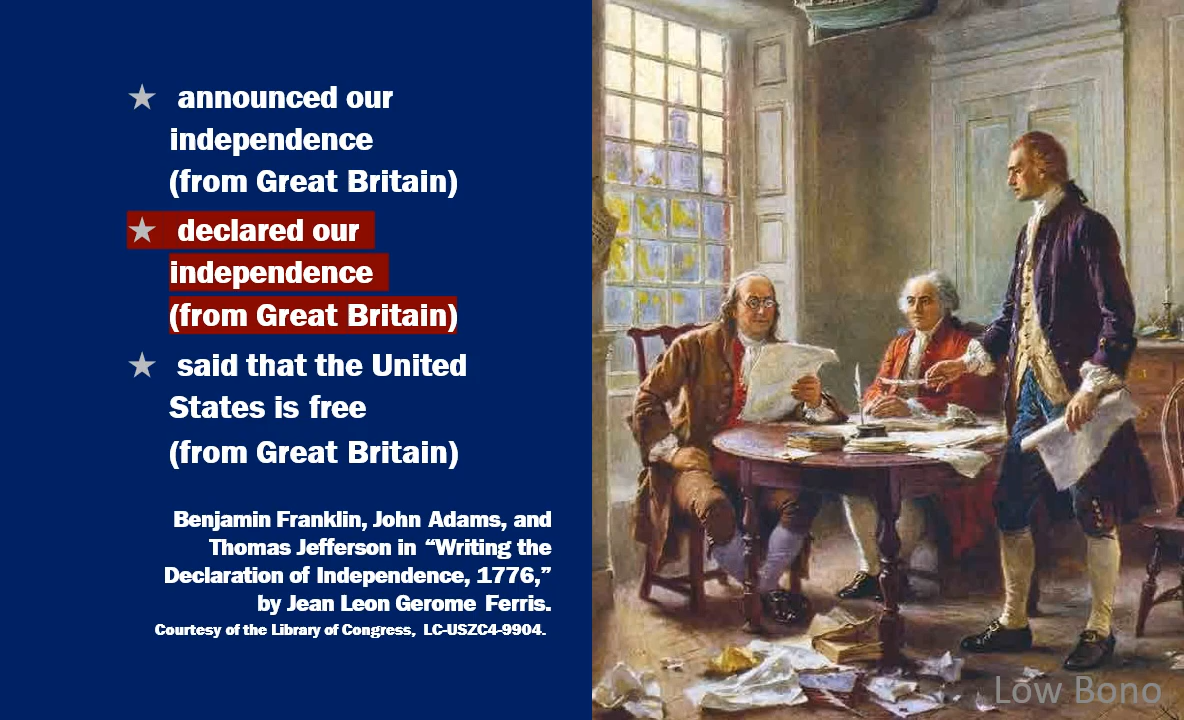 ★ announced our
independence
(from Great Britain)
★ declared our
independence
(from Great Britain)
★ said that the United
States is free
(from Great Britain)
Benjamin Franklin, John Adams, and
Thomas Jefferson in “Writing the
Declaration of Independence, 1776,”
by Jean Leon Gerome Ferris.
Courtesy of the Library of Congress, LC-USZC4-9904.
Low Bono